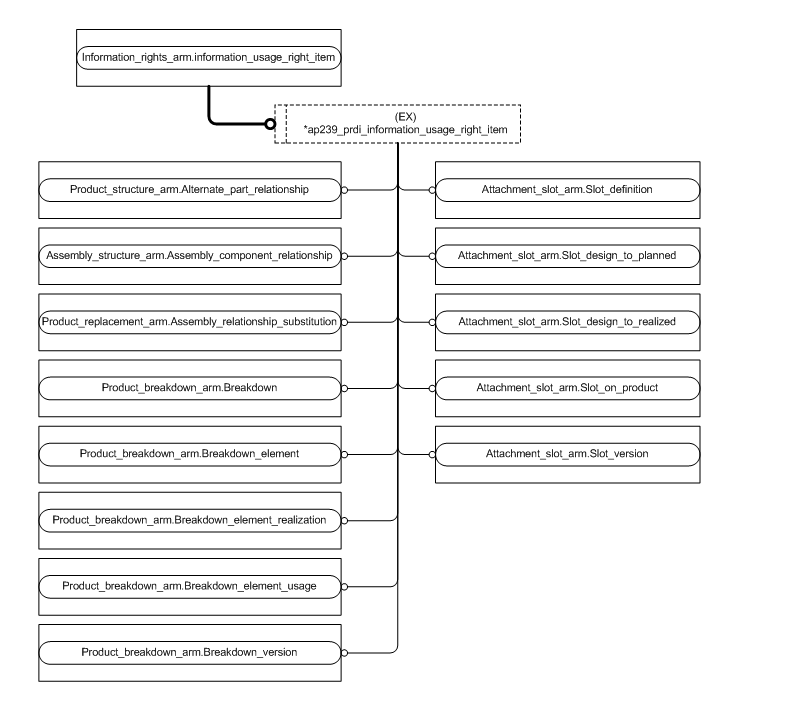 Information_rights_arm.information_usage_right_item
(EX)
*ap239_prdi_information_usage_right_item
Product_structure_arm.Alternate_part_relationship
Attachment_slot_arm.Slot_definition
Assembly_structure_arm.Assembly_component_relationship
Attachment_slot_arm.Slot_design_to_planned
Product_replacement_arm.Assembly_relationship_substitution
Attachment_slot_arm.Slot_design_to_realized
Product_breakdown_arm.Breakdown
Attachment_slot_arm.Slot_on_product
Product_breakdown_arm.Breakdown_element
Attachment_slot_arm.Slot_version
Product_breakdown_arm.Breakdown_element_realization
Product_breakdown_arm.Breakdown_element_usage
Product_breakdown_arm.Breakdown_version